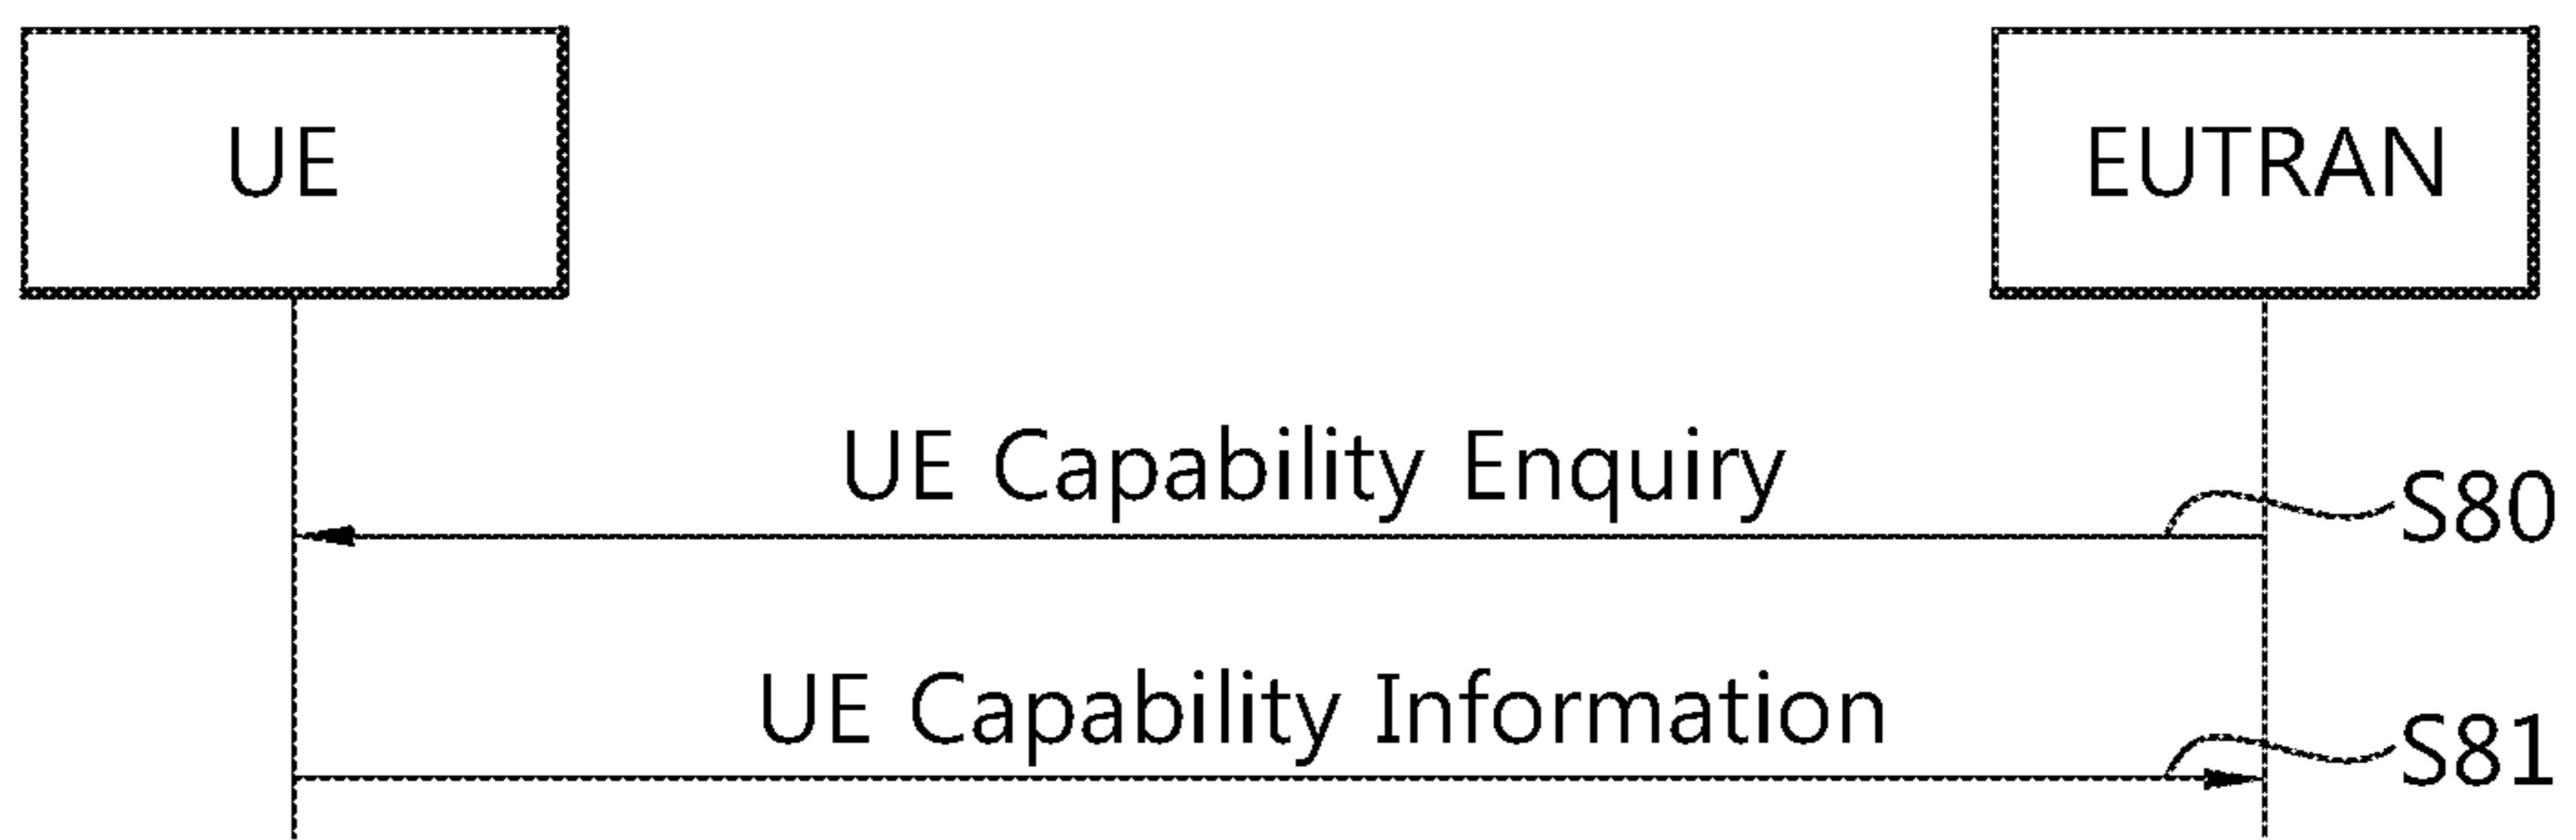 UE
EUTRAN
UE Capability Enquiry
S80
UE Capability Information
S81